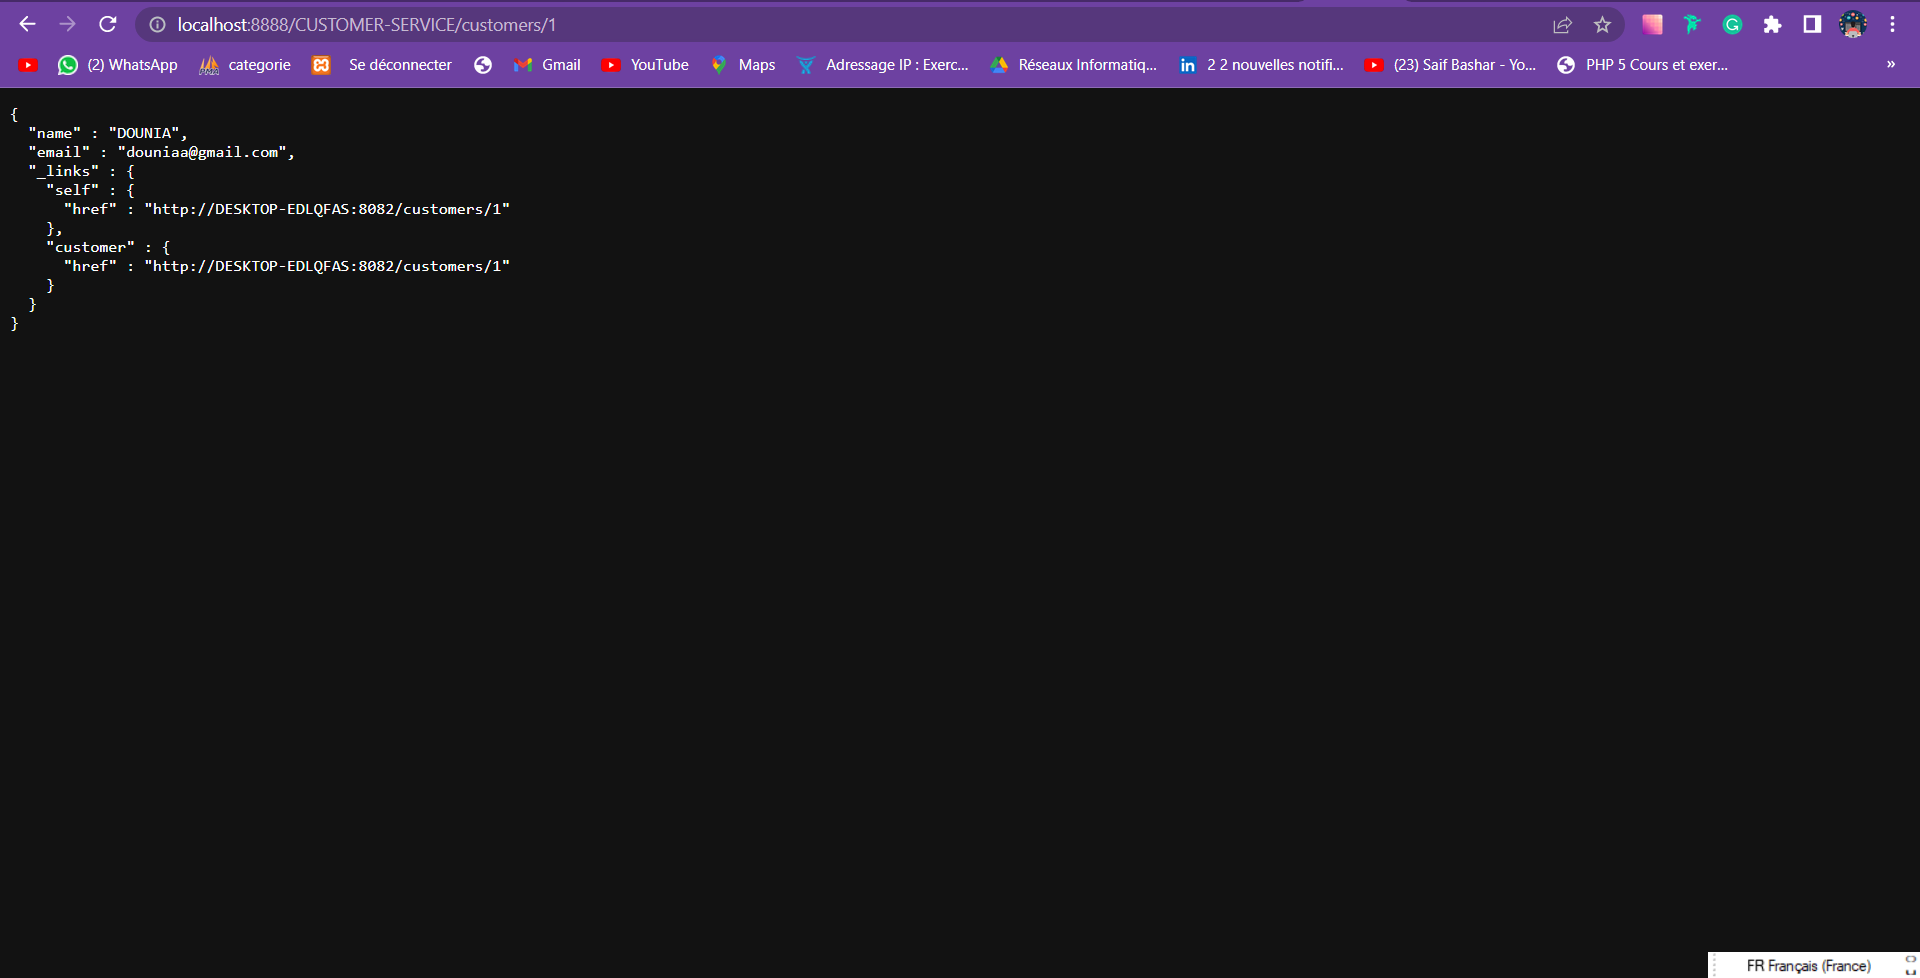 localhost:8888/CUSTOMER-SERVICE/customers/1
(2) WhatsApp categorie Se déconnecter Gmail YouTube Maps Adressage IP : Exerc... Réseaux Informatiq... 2 2 nouvelles notifi... (23) Saif Bashar - Yo... PHP 5 Cours et exer... »
{
  "name" : "DOUNIA",
  "email" : "douniaa@gmail.com",
  "_links" : {
    "self" : {
      "href" : "http://DESKTOP-EDLQFAS:8082/customers/1"
    },
    "customer" : {
      "href" : "http://DESKTOP-EDLQFAS:8082/customers/1"
    }
  }
}
FR Français (France)